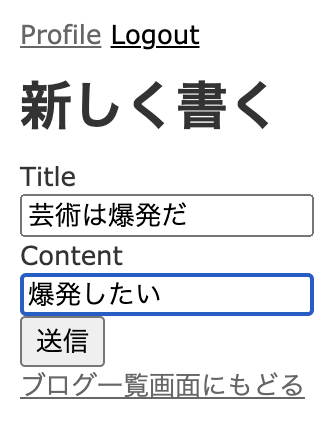 Profile Logout
新しく書く
Title
芸術は爆発だ
Content
爆発したい
送信
ブログ一覧画面にもどる